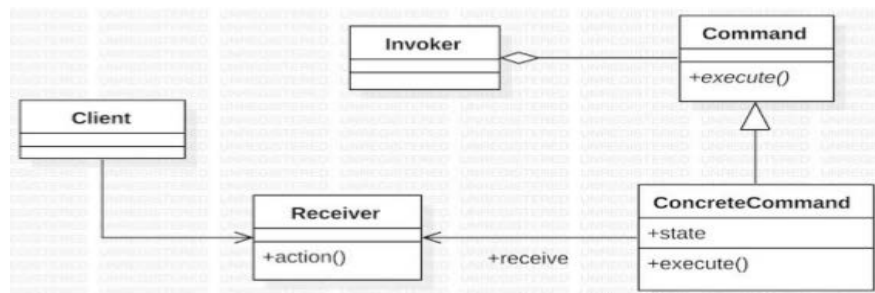 Invoker
Command
+execute()
Client
ConcreteCommand
+state
+execute()
Receiver
+action()
+receive